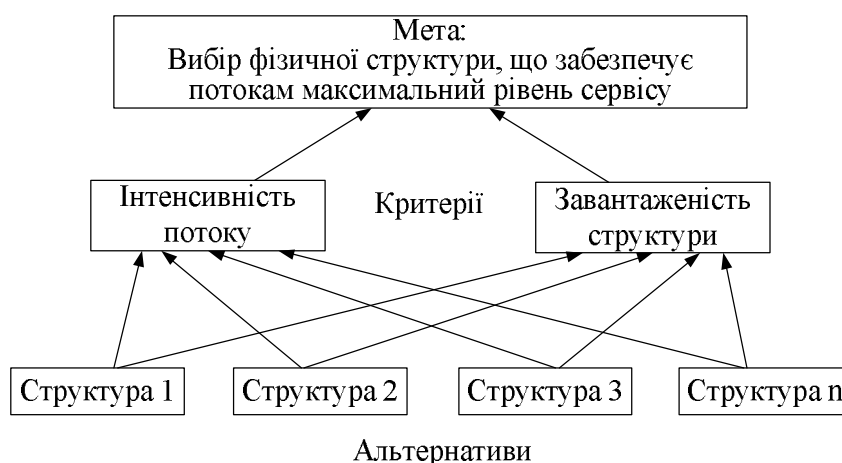 Мета:
Вибір фізичної структури, що забезпечує
потокам максимальний рівень сервісу
Інтенсивність
потоку
Критерії
Завантаженість
структури
Структура 1
Структура 2
Структура 3
Структура n
Альтернативи